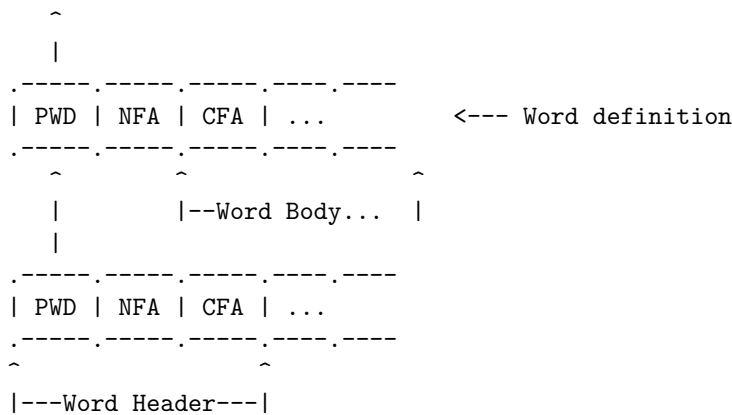 ^
   |
.-----.-----.-----.----.----
| PWD | NFA | CFA | ...        <--- Word definition
.-----.-----.-----.----.----
   ^       ^              ^
   |       |--Word Body... |
   |
.-----.-----.-----.----.----
| PWD | NFA | CFA | ...
.-----.-----.-----.----.----
^                ^
|---Word Header---|